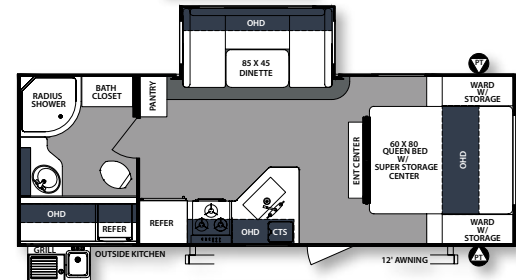 OHD
85 X 45
DINETTE
PT
RADIUS
SHOWER
BATH
CLOSET
PANTRY
WARD
W/
STORAGE
ENT CENTER
60 X 80
QUEEN BED
W/
SUPER STORAGE
CENTER
OHD
OHD
REFER
REFER
OHD
CTS
WARD
W/
STORAGE
GRILL
OUTSIDE KITCHEN
12' AWNING
PT